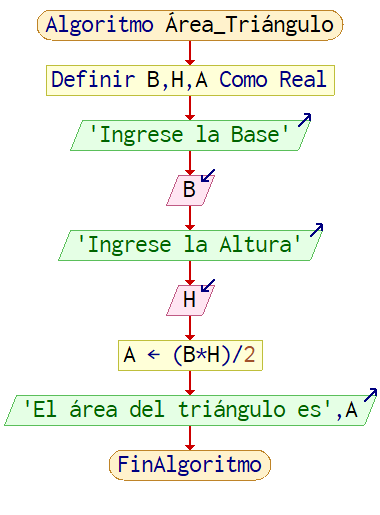 Algoritmo Área_Triángulo
Definir B,H,A Como Real
'Ingrese la Base'
B
'Ingrese la Altura'
H
A ← (B*H)/2
'El área del triángulo es',A
FinAlgoritmo